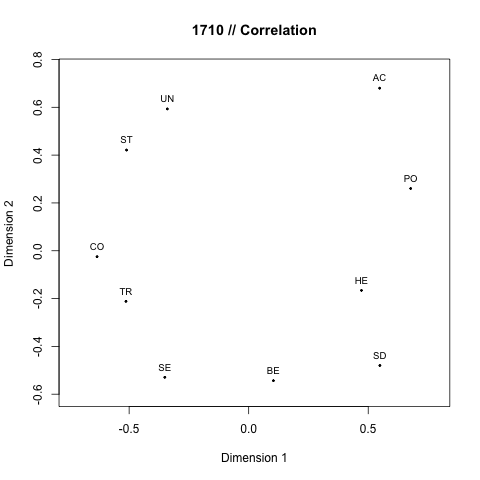 1710 // Correlation
0.8
0.6
0.4
0.2
0.0
-0.2
-0.4
-0.6
Dimension 2
AC
UN
ST
PO
CO
HE
TR
SD
SE
BE
-0.5
0.0
0.5
Dimension 1